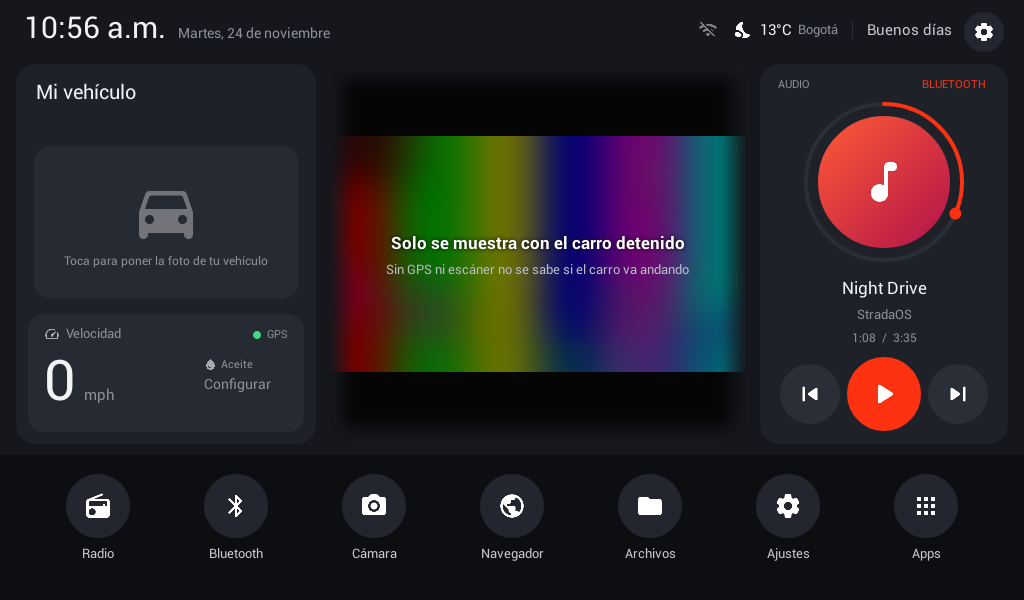 10:56 a.m.
Martes, 24 de noviembre
13°C Bogotá
Buenos días
Mi vehículo
Toca para poner la foto de tu vehículo
Velocidad
GPS
0 mph
Aceite
Configurar
Solo se muestra con el carro detenido
Sin GPS ni escáner no se sabe si el carro va andando
AUDIO
BLUETOOTH
Night Drive
StradaOS
1:08 / 3:35
Radio
Bluetooth
Cámara
Navegador
Archivos
Ajustes
Apps